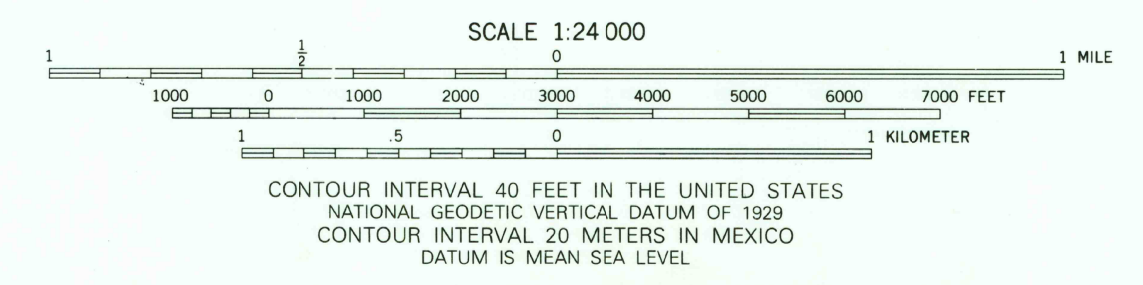 SCALE 1:24 000
1 ½ 0 1 MILE
1000 0 1000 2000 3000 4000 5000 6000 7000 FEET
1 .5 0 1 KILOMETER
CONTOUR INTERVAL 40 FEET IN THE UNITED STATES
NATIONAL GEODETIC VERTICAL DATUM OF 1929
CONTOUR INTERVAL 20 METERS IN MEXICO
DATUM IS MEAN SEA LEVEL